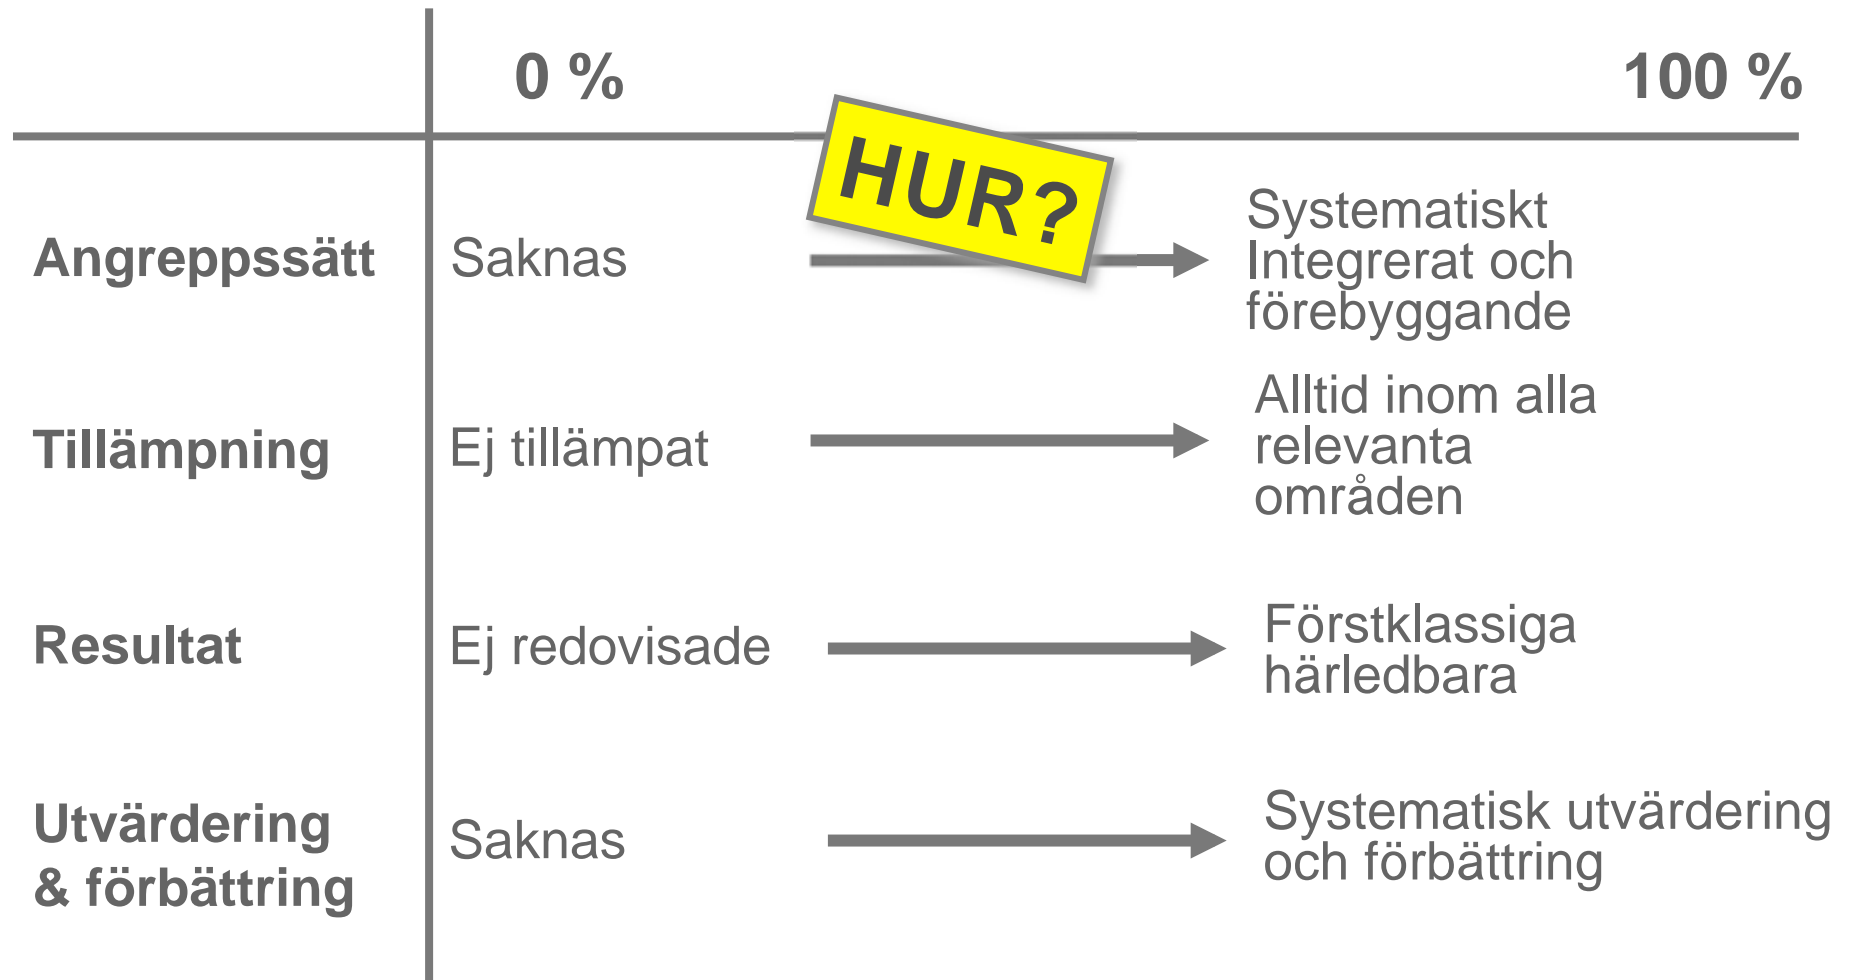 0 %
100 %
HUR?
Angreppssätt
Saknas
Systematiskt
Integrerat och
förebyggande
Tillämpning
Ej tillämpat
Alltid inom alla
relevanta
områden
Resultat
Ej redovisade
Förstklassiga
härledbara
Utvärdering
& förbättring
Saknas
Systematisk utvärdering
och förbättring